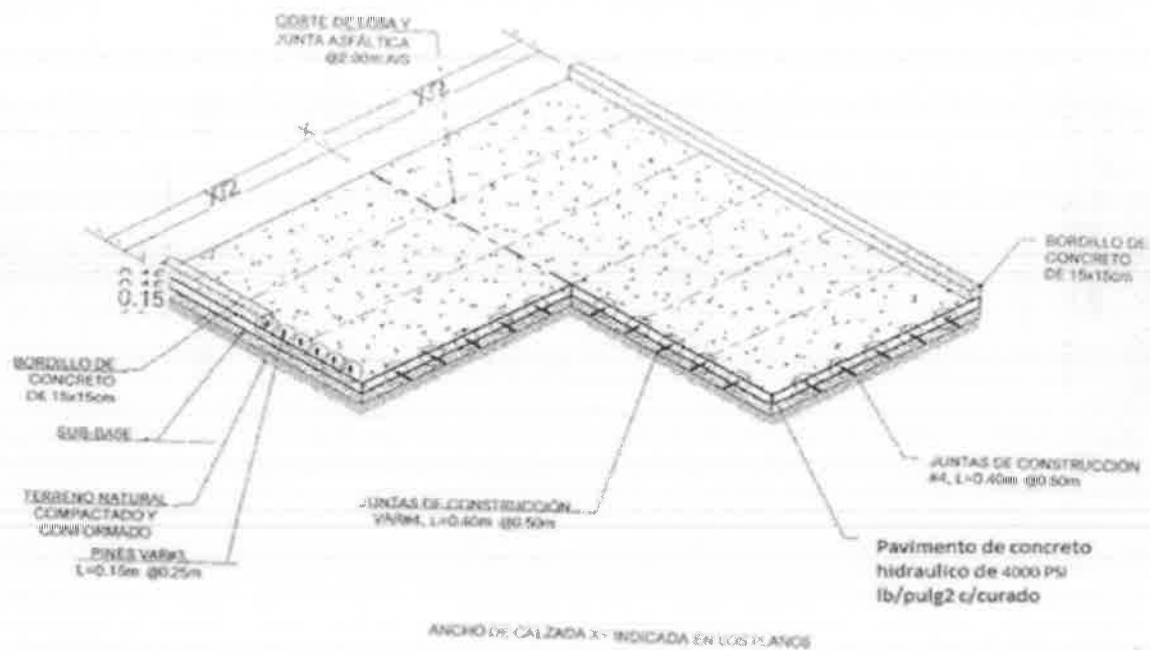 CORTE DE LOSA Y
JUNTA ASFÁLTICA
@2.00m A/S
X/2
X/2
0.15
BORDILLO DE
CONCRETO
DE 15x15cm
BORDILLO DE
CONCRETO
DE 15x15cm
SUB-BASE
TERRENO NATURAL
COMPACTADO Y
CONFORMADO
PINES VAR#3
L=0.15m @0.25m
JUNTAS DE CONSTRUCCIÓN
VAR#4, L=0.40m @0.50m
JUNTAS DE CONSTRUCCIÓN
#4, L=0.40m @0.50m
Pavimento de concreto
hidraulico de 4000 PSI
lb/pulg2 c/curado
ANCHO DE CALZADA X= INDICADA EN LOS PLANOS